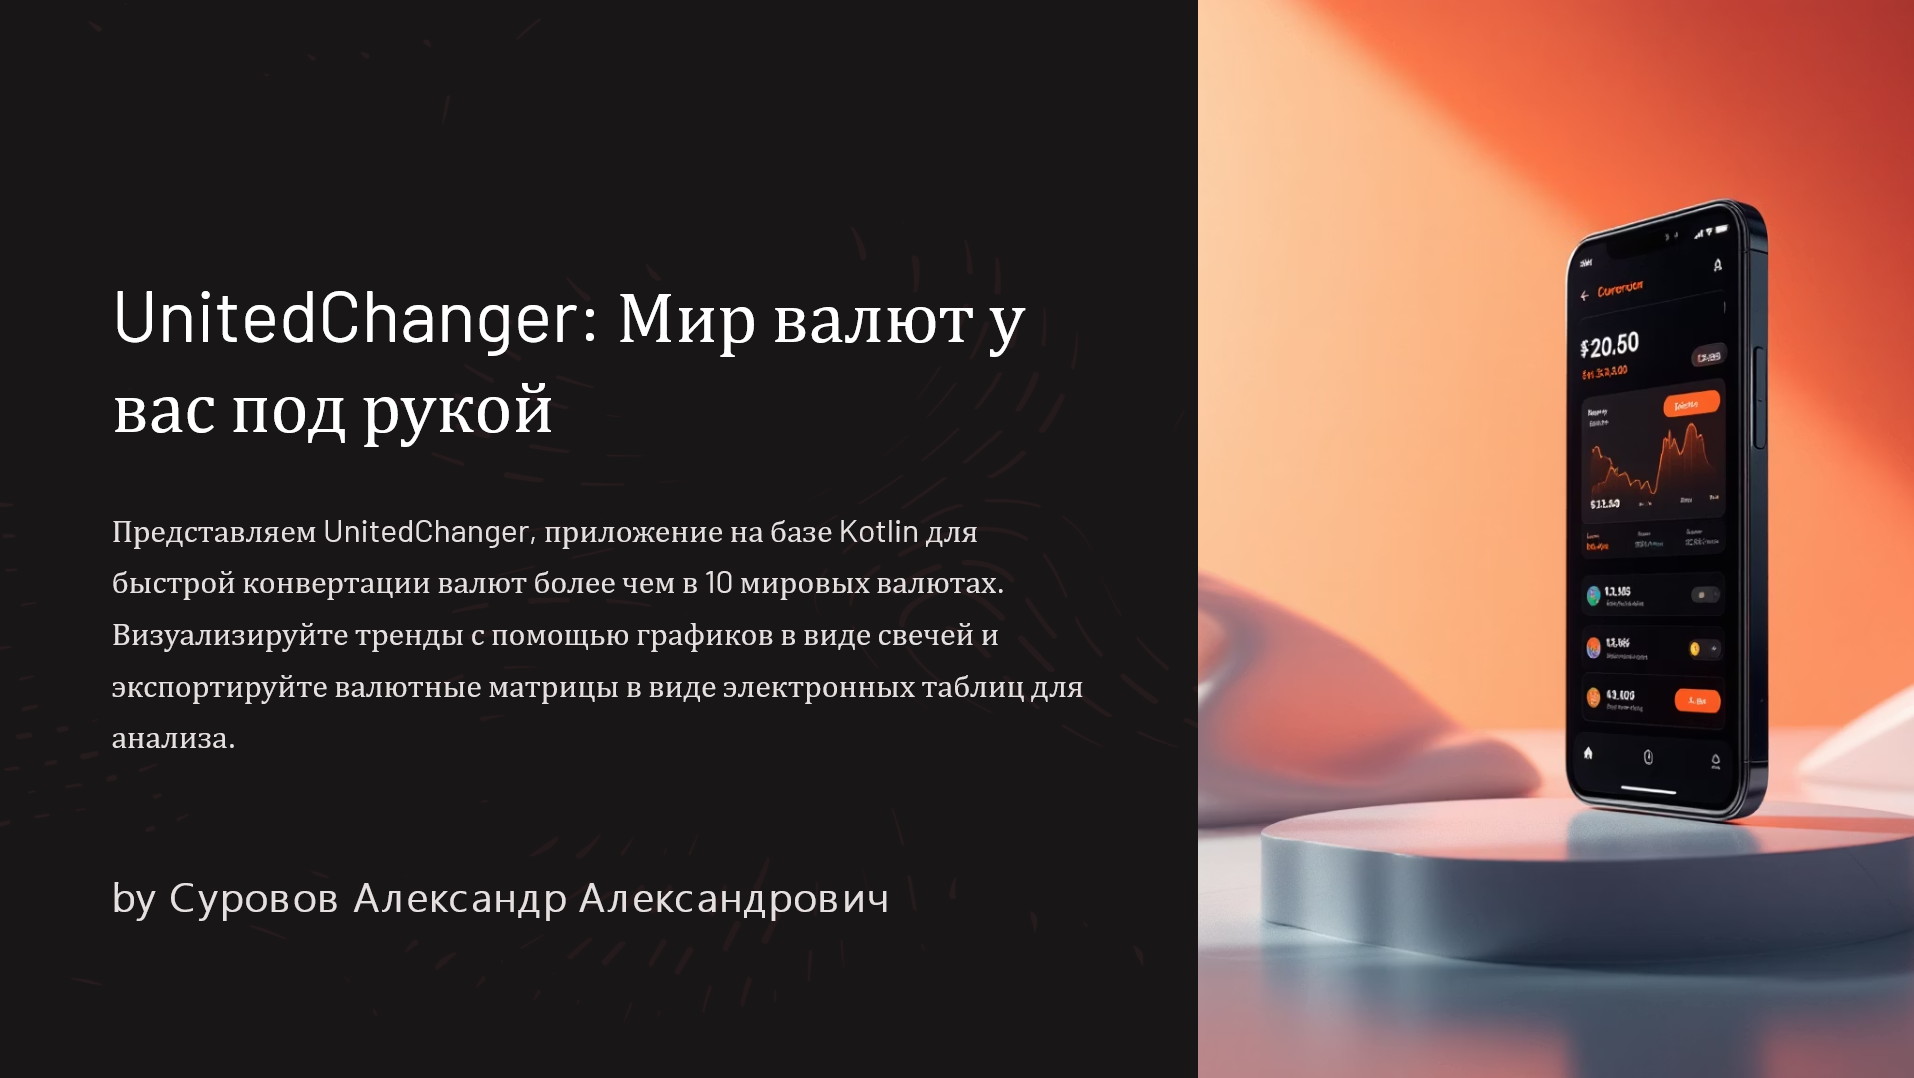 UnitedChanger: Мир валют у
вас под рукой
Представляем UnitedChanger, приложение на базе Kotlin для
быстрой конвертации валют более чем в 10 мировых валютах.
Визуализируйте тренды с помощью графиков в виде свечей и
экспортируйте валютные матрицы в виде электронных таблиц для
анализа.
by Суровов Александр Александрович
$20.50